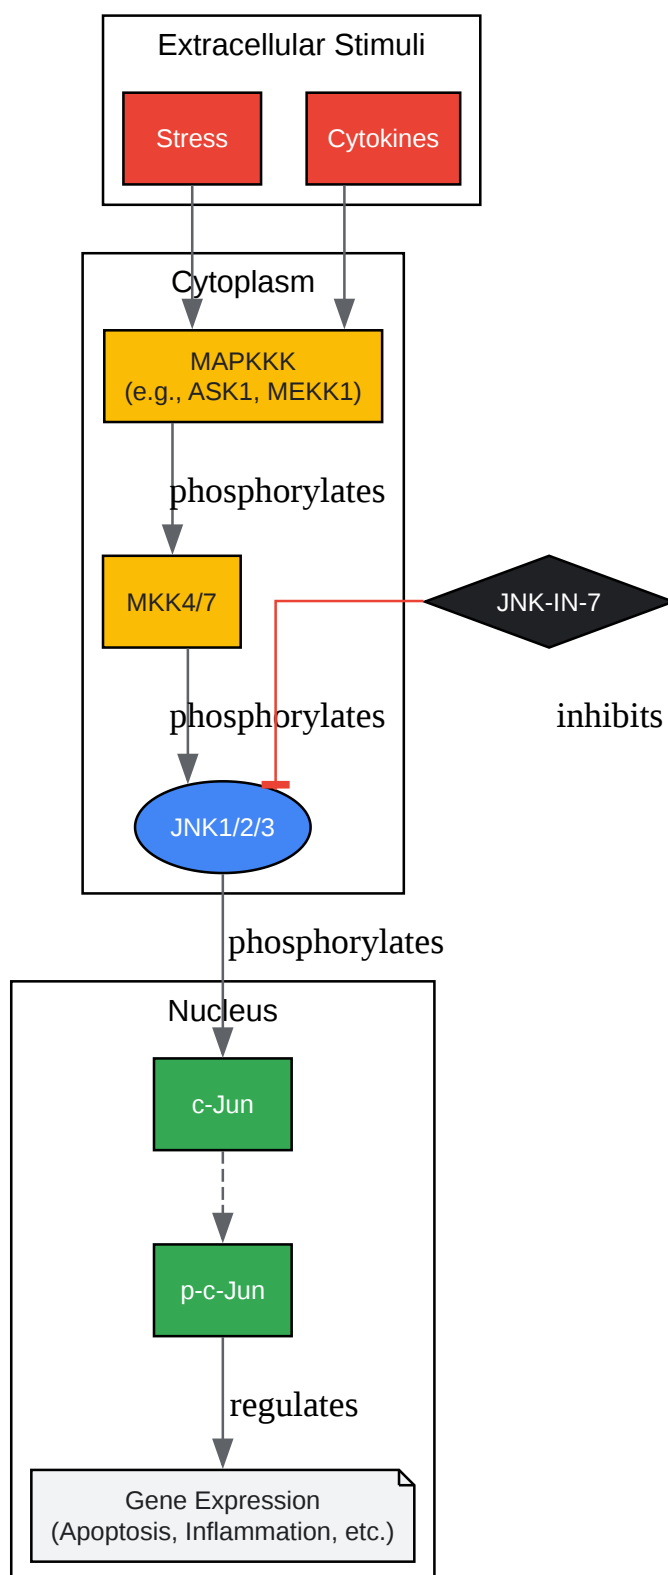 Extracellular Stimuli
Stress
Cytokines
Cytoplasm
MAPKKK
(e.g., ASK1, MEKK1)
phosphorylates
MKK4/7
JNK-IN-7
phosphorylates
inhibits
JNK1/2/3
phosphorylates
Nucleus
c-Jun
p-c-Jun
regulates
Gene Expression
(Apoptosis, Inflammation, etc.)